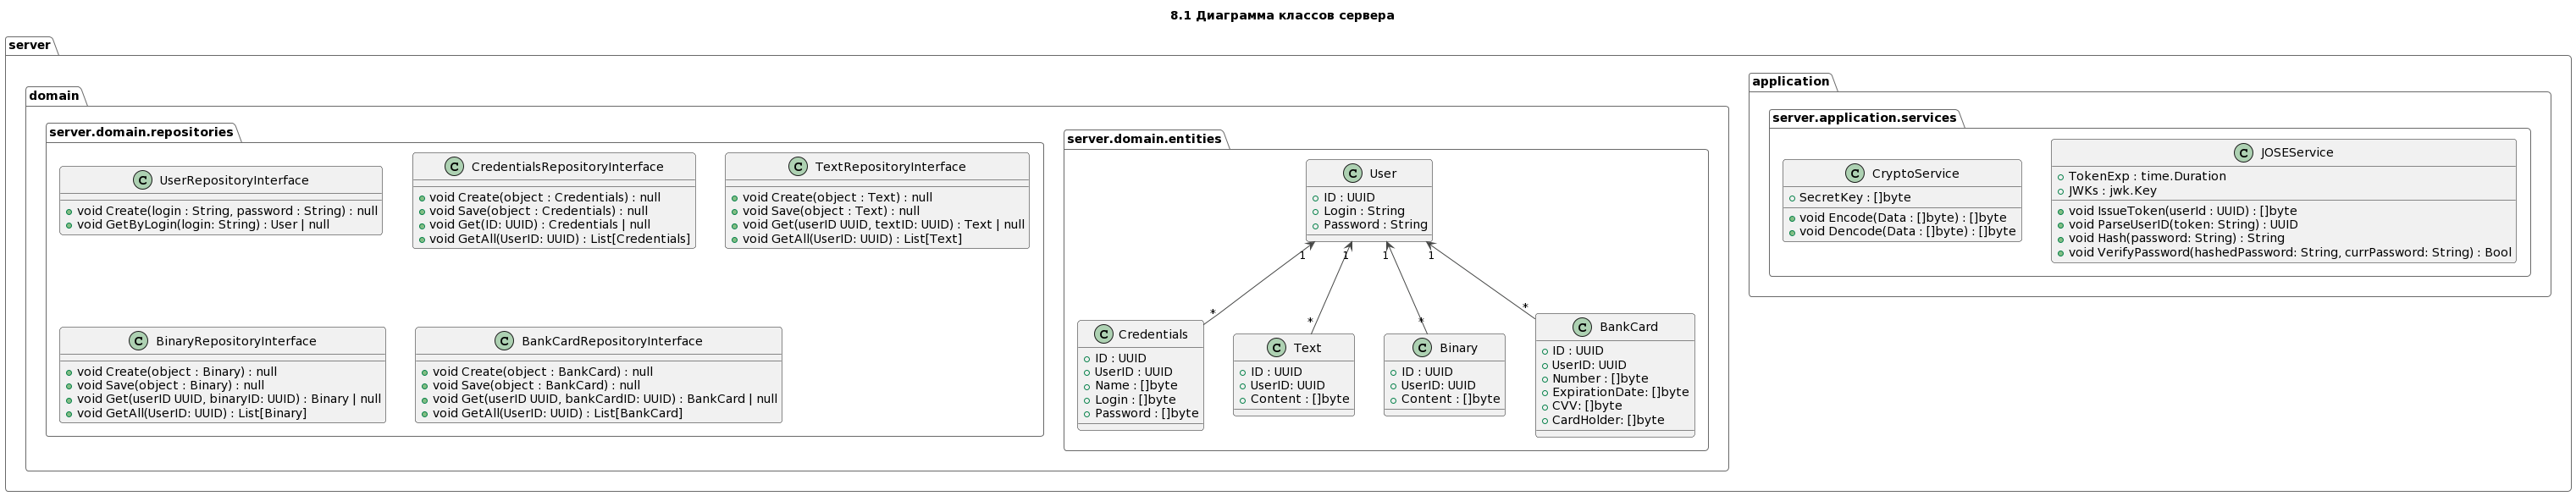 8.1 Диаграмма классов сервера
server
domain
server.domain.repositories
C UserRepositoryInterface
void Create(login : String, password : String) : null
void GetByLogin(login: String) : User | null
C CredentialsRepositoryInterface
void Create(object : Credentials) : null
void Save(object : Credentials) : null
void Get(ID: UUID) : Credentials | null
void GetAll(UserID: UUID) : List[Credentials]
C TextRepositoryInterface
void Create(object : Text) : null
void Save(object : Text) : null
void Get(userID UUID, textID: UUID) : Text | null
void GetAll(UserID: UUID) : List[Text]
C BinaryRepositoryInterface
void Create(object : Binary) : null
void Save(object : Binary) : null
void Get(userID UUID, binaryID: UUID) : Binary | null
void GetAll(UserID: UUID) : List[Binary]
C BankCardRepositoryInterface
void Create(object : BankCard) : null
void Save(object : BankCard) : null
void Get(userID UUID, bankCardID: UUID) : BankCard | null
void GetAll(UserID: UUID) : List[BankCard]
server.domain.entities
C User
ID : UUID
Login : String
Password : String
1 1 1 1
* * * *
C Credentials
ID : UUID
UserID : UUID
Name : []byte
Login : []byte
Password : []byte
C Text
ID : UUID
UserID: UUID
Content : []byte
C Binary
ID : UUID
UserID: UUID
Content : []byte
C BankCard
ID : UUID
UserID: UUID
Number : []byte
ExpirationDate: []byte
CVV: []byte
CardHolder: []byte
application
server.application.services
C CryptoService
SecretKey : []byte
void Encode(Data : []byte) : []byte
void Dencode(Data : []byte) : []byte
C JOSEService
TokenExp : time.Duration
JWKs : jwk.Key
void IssueToken(userId : UUID) : []byte
void ParseUserID(token: String) : UUID
void Hash(password: String) : String
void VerifyPassword(hashedPassword: String, currPassword: String) : Bool